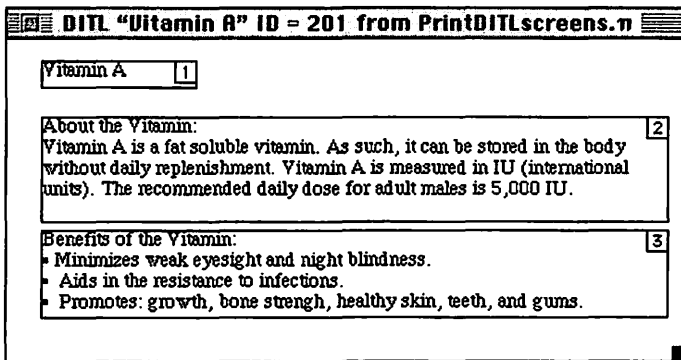 DITL "Vitamin A" ID = 201 from PrintDITLscreens.π
Vitamin A 1
About the Vitamin: 2
Vitamin A is a fat soluble vitamin. As such, it can be stored in the body
without daily replenishment. Vitamin A is measured in IU (international
units). The recommended daily dose for adult males is 5,000 IU.
Benefits of the Vitamin: 3
• Minimizes weak eyesight and night blindness.
• Aids in the resistance to infections.
• Promotes: growth, bone strengh, healthy skin, teeth, and gums.